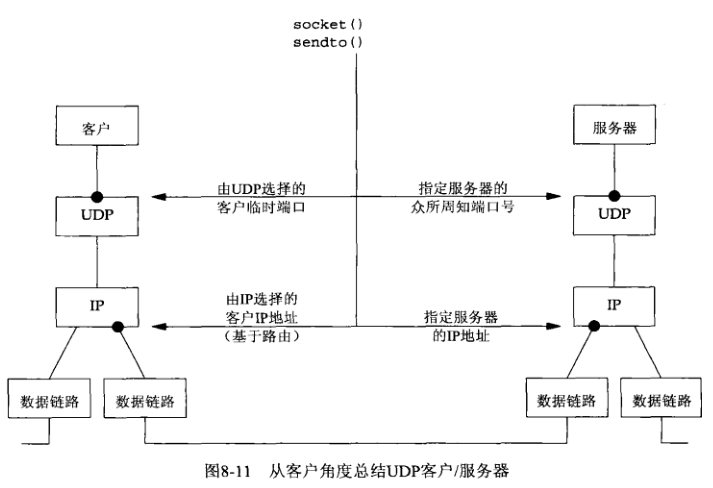 socket()
sendto()
客户
服务器
由UDP选择的
客户临时端口
指定服务器的
众所周知端口号
UDP
UDP
IP
由IP选择的
客户IP地址
（基于路由）
指定服务器
的IP地址
IP
数据链路
数据链路
数据链路
数据链路
图8-11 从客户角度总结UDP客户/服务器